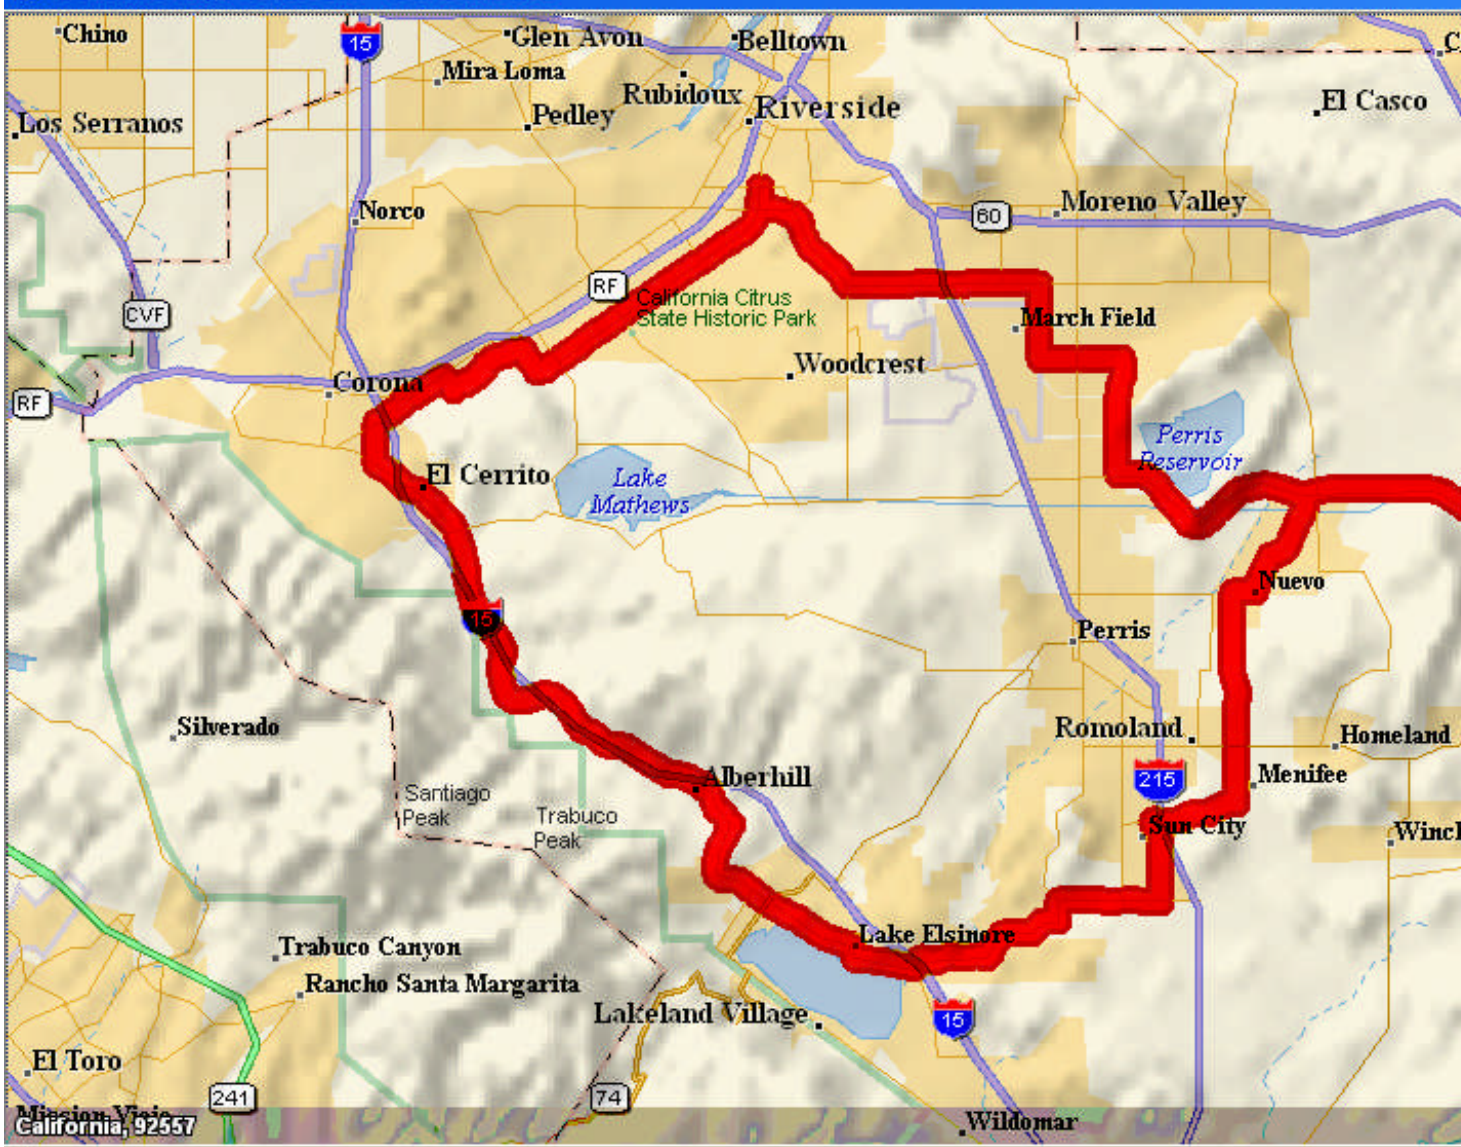 Chino
15
Glen Avon
Belltown
C
Mira Loma
Rubidoux
Riverside
El Casco
Los Serranos
Pedley
Norco
60
Moreno Valley
RF
California Citrus
State Historic Park
CVF
March Field
Woodcrest
Corona
RF
Perris
Reservoir
El Cerrito
Lake
Mathews
Nuevo
15
Perris
Silverado
Romoland
Homeland
215
Menifee
Alberhill
Santiago
Peak
Trabuco
Peak
Sun City
Wincl
Trabuco Canyon
Lake Elsinore
Rancho Santa Margarita
Lakeland Village
15
El Toro
241
74
Mission Viejo
California, 92557
Wildomar